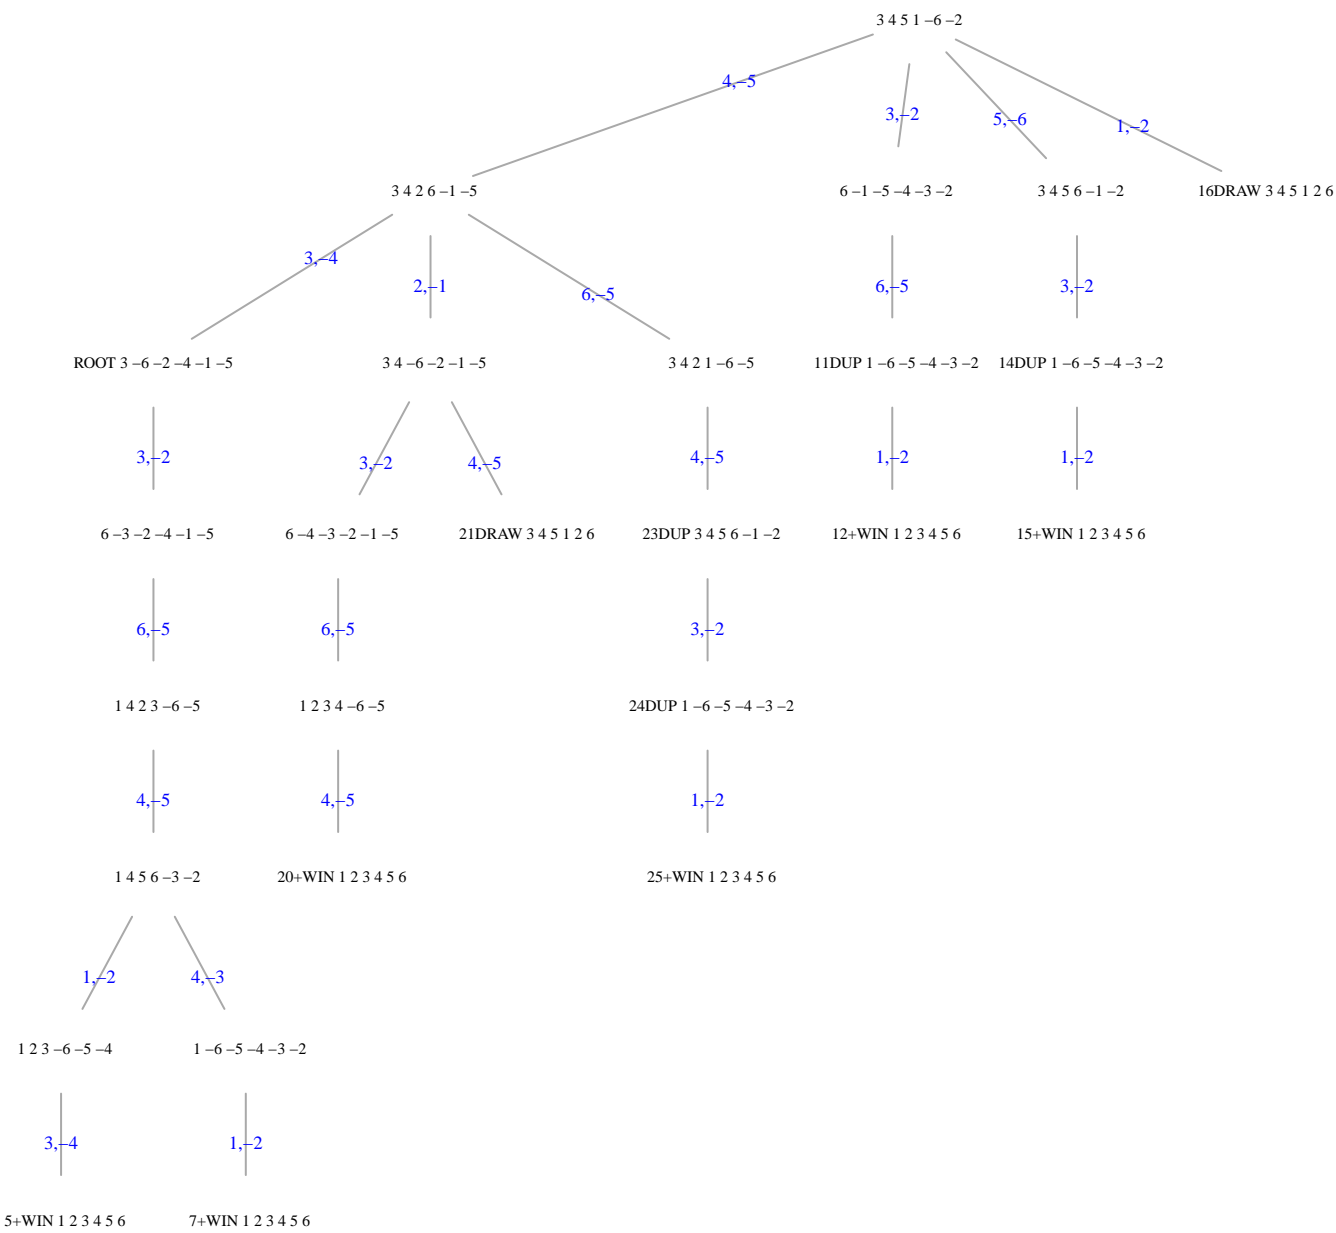 3 4 5 1 –6 –2
4,–5
3,–2
5,–6
1,–2
3 4 2 6 –1 –5
6 –1 –5 –4 –3 –2
3 4 5 6 –1 –2
16DRAW 3 4 5 1 2 6
3,–4
2,–1
6,–5
6,–5
3,–2
ROOT 3 –6 –2 –4 –1 –5
3 4 –6 –2 –1 –5
3 4 2 1 –6 –5
11DUP 1 –6 –5 –4 –3 –2
14DUP 1 –6 –5 –4 –3 –2
3,–2
3,–2
4,–5
4,–5
1,–2
1,–2
6 –3 –2 –4 –1 –5
6 –4 –3 –2 –1 –5
21DRAW 3 4 5 1 2 6
23DUP 3 4 5 6 –1 –2
12+WIN 1 2 3 4 5 6
15+WIN 1 2 3 4 5 6
6,–5
6,–5
3,–2
1 4 2 3 –6 –5
1 2 3 4 –6 –5
24DUP 1 –6 –5 –4 –3 –2
4,–5
4,–5
1,–2
1 4 5 6 –3 –2
20+WIN 1 2 3 4 5 6
25+WIN 1 2 3 4 5 6
1,–2
4,–3
1 2 3 –6 –5 –4
1 –6 –5 –4 –3 –2
3,–4
1,–2
5+WIN 1 2 3 4 5 6
7+WIN 1 2 3 4 5 6